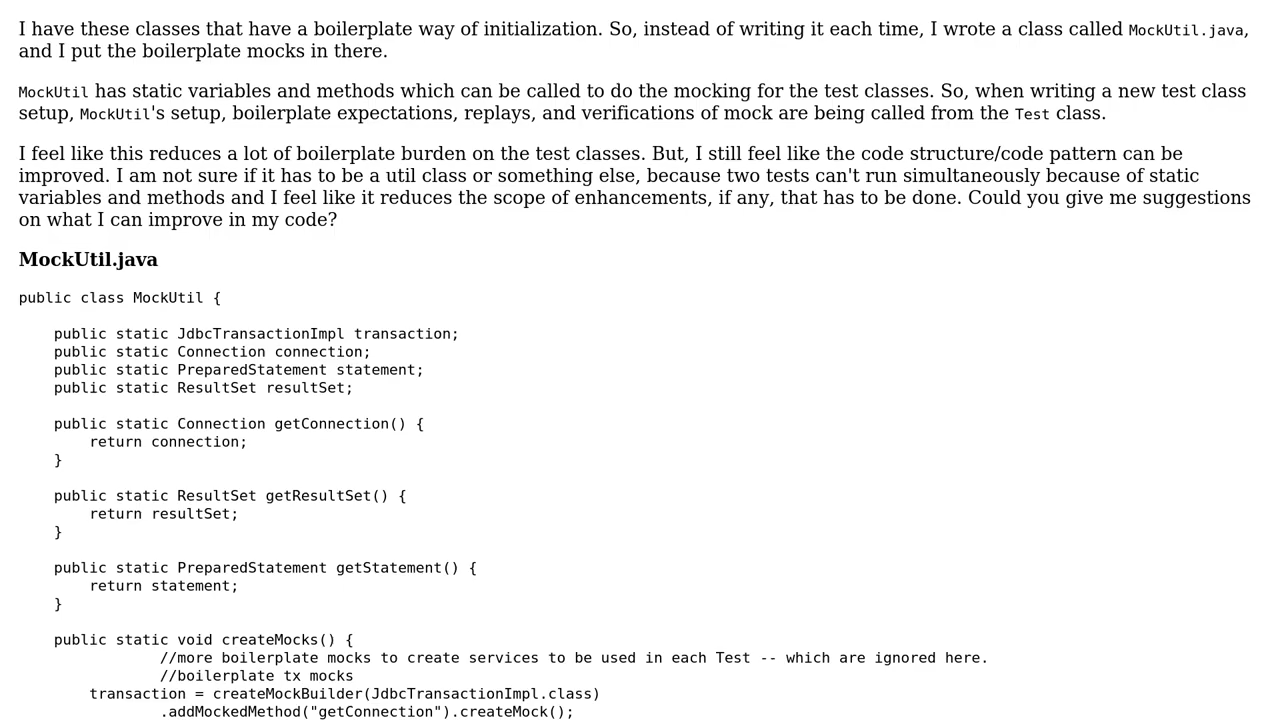 I have these classes that have a boilerplate way of initialization. So, instead of writing it each time, I wrote a class called MockUtil.java,
and I put the boilerplate mocks in there.
MockUtil has static variables and methods which can be called to do the mocking for the test classes. So, when writing a new test class
setup, MockUtil's setup, boilerplate expectations, replays, and verifications of mock are being called from the Test class.
I feel like this reduces a lot of boilerplate burden on the test classes. But, I still feel like the code structure/code pattern can be
improved. I am not sure if it has to be a util class or something else, because two tests can't run simultaneously because of static
variables and methods and I feel like it reduces the scope of enhancements, if any, that has to be done. Could you give me suggestions
on what I can improve in my code?
MockUtil.java
public class MockUtil {
    public static JdbcTransactionImpl transaction;
    public static Connection connection;
    public static PreparedStatement statement;
    public static ResultSet resultSet;
    public static Connection getConnection() {
        return connection;
    }
    public static ResultSet getResultSet() {
        return resultSet;
    }
    public static PreparedStatement getStatement() {
        return statement;
    }
    public static void createMocks() {
                //more boilerplate mocks to create services to be used in each Test -- which are ignored here.
                //boilerplate tx mocks
        transaction = createMockBuilder(JdbcTransactionImpl.class)
                .addMockedMethod("getConnection").createMock();